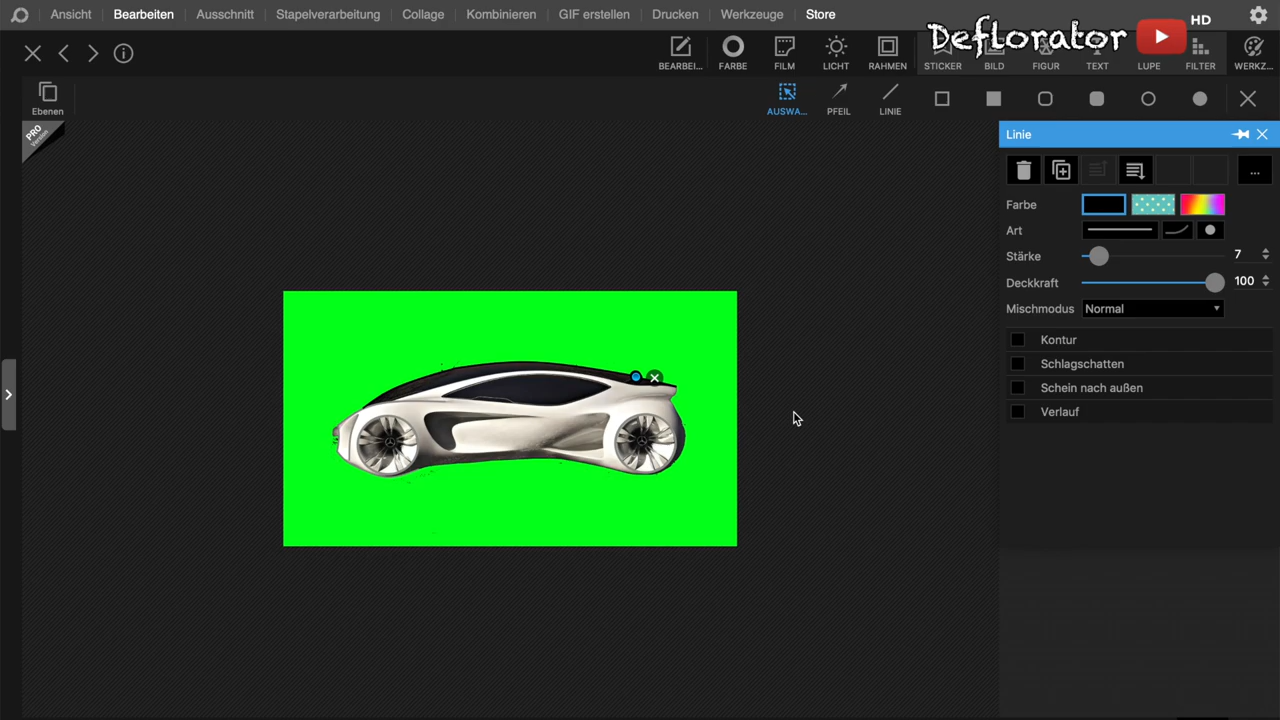 Ansicht Bearbeiten Ausschnitt Stapelverarbeitung Collage Kombinieren GIF erstellen Drucken Werkzeuge Store
Deflorator HD
BEARBEI... FARBE FILM LICHT RAHMEN STICKER BILD FIGUR TEXT LUPE FILTER WERKZ...
Ebenen AUSWA... PFEIL LINIE
PRO
Version
Linie
...
Farbe
Art
Stärke 7
Deckkraft 100
Mischmodus Normal
Kontur
Schlagschatten
Schein nach außen
Verlauf